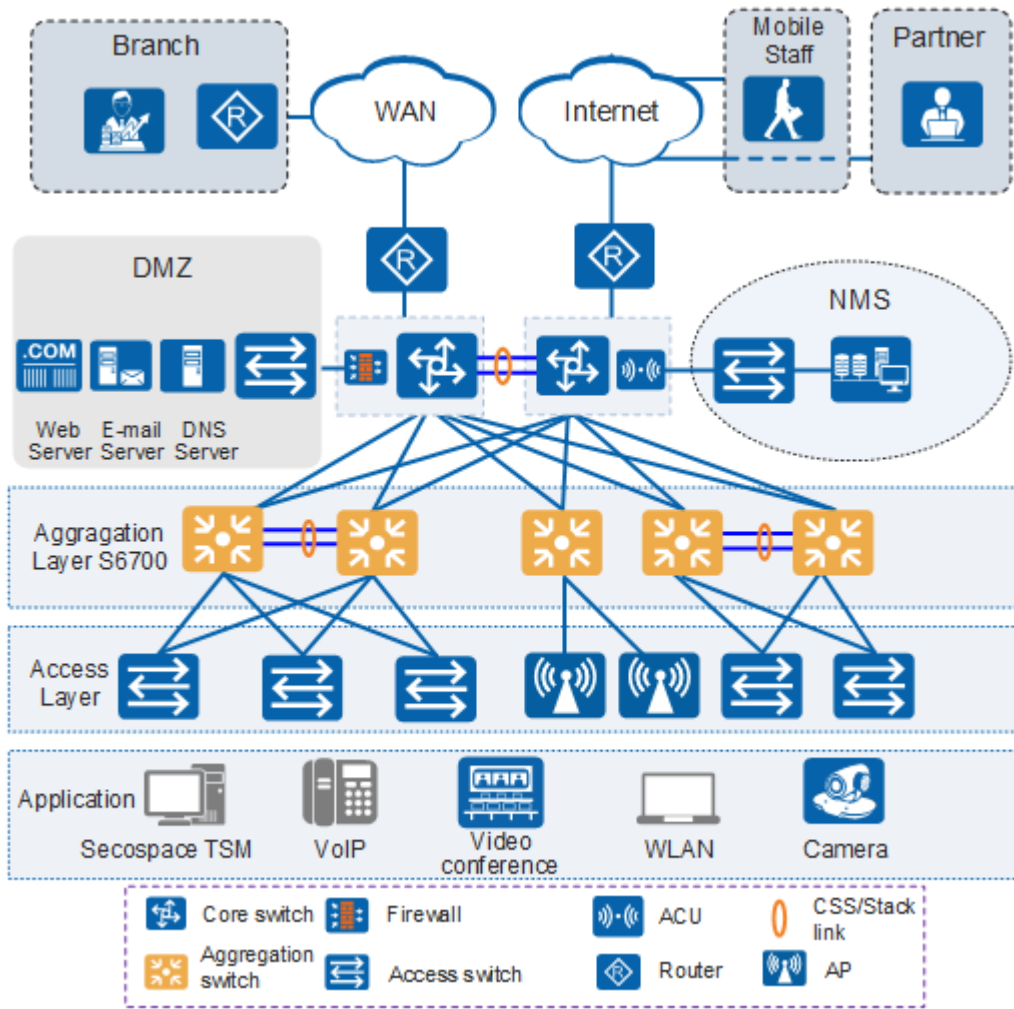 Branch
WAN
Internet
Mobile
Staff
Partner
R
R
R
DMZ
NMS
.COM
Web
Server
E-mail
Server
DNS
Server
Aggragation
Layer S6700
Access
Layer
Application
Secospace TSM
VoIP
Video
conference
WLAN
Camera
Core switch
Firewall
ACU
CSS/Stack
link
Aggregation
switch
Access switch
R
Router
AP